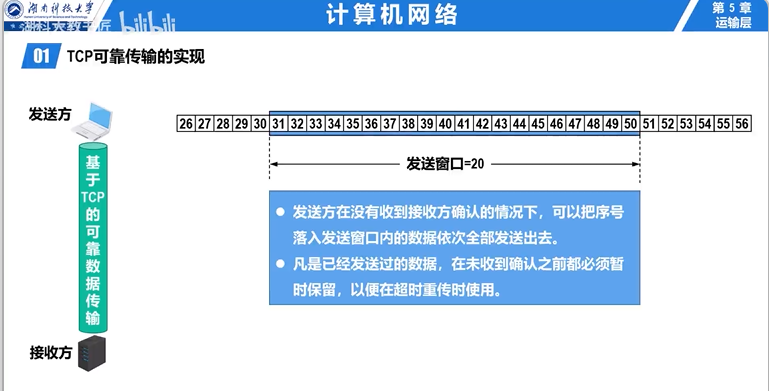 湖南科技大学
计算机网络
第 5 章
运输层
湖科大教书匠 bilibili
01 TCP可靠传输的实现
发送方
26 27 28 29 30 31 32 33 34 35 36 37 38 39 40 41 42 43 44 45 46 47 48 49 50 51 52 53 54 55 56
发送窗口=20
基于TCP的可靠数据传输
● 发送方在没有收到接收方确认的情况下，可以把序号
落入发送窗口内的数据依次全部发送出去。
● 凡是已经发送过的数据，在未收到确认之前都必须暂
时保留，以便在超时重传时使用。
接收方